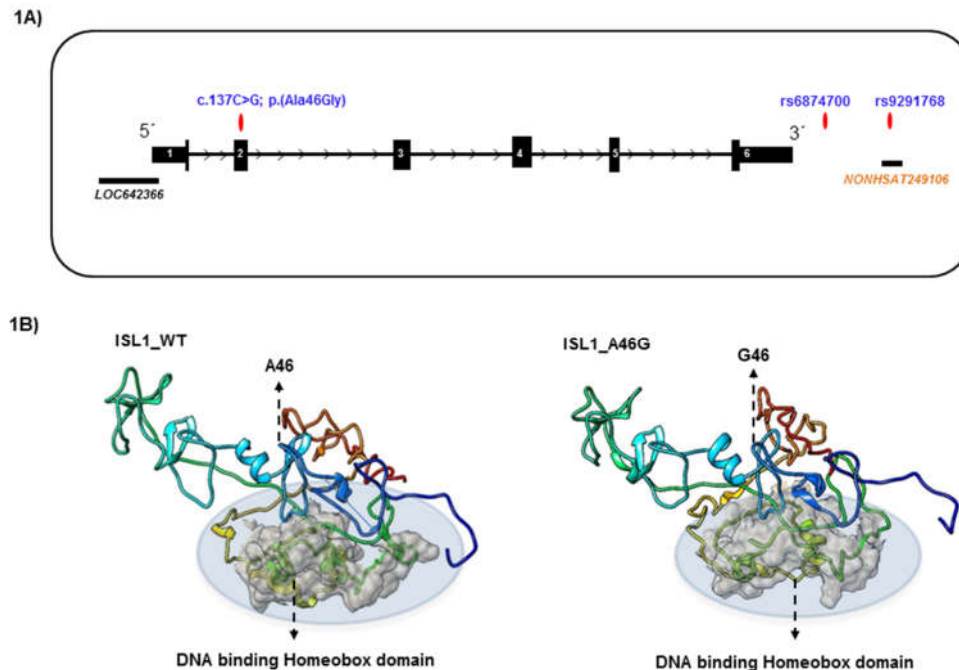 1A)
c.137C>G; p.(Ala46Gly)
rs6874700
rs9291768
5´
3´
1
2
3
4
5
6
LOC642366
NONHSAT249106
1B)
ISL1_WT
A46
ISL1_A46G
G46
DNA binding Homeobox domain
DNA binding Homeobox domain